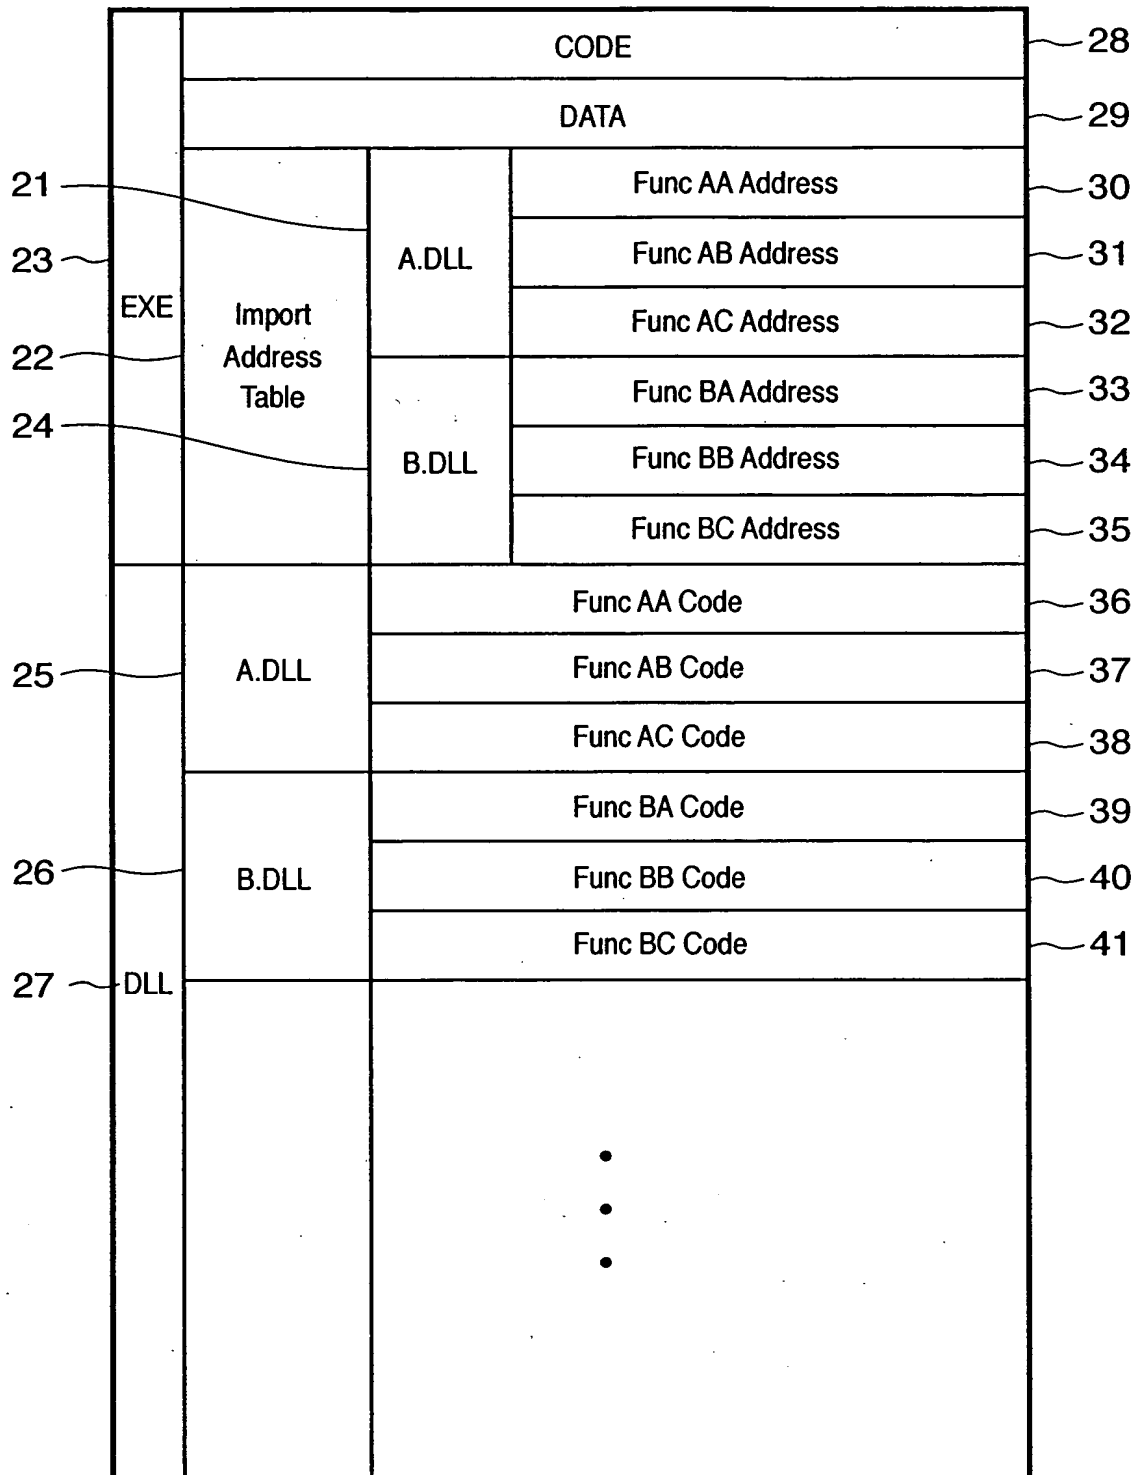 CODE 28
DATA 29
21 Func AA Address 30
23 A.DLL Func AB Address 31
EXE Import Func AC Address 32
22 Address Func BA Address 33
Table
24 B.DLL Func BB Address 34
Func BC Address 35
Func AA Code 36
25 A.DLL Func AB Code 37
Func AC Code 38
Func BA Code 39
26 B.DLL Func BB Code 40
Func BC Code 41
27 DLL